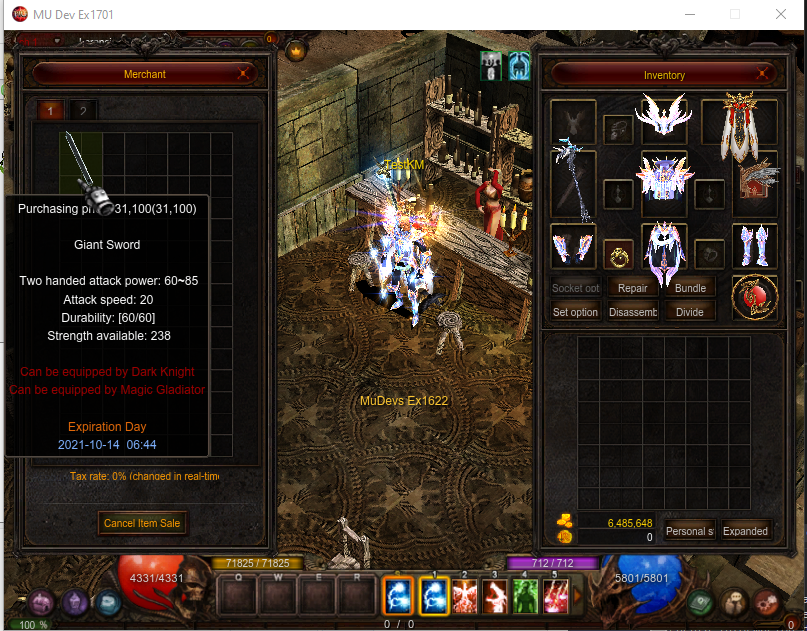 MU Dev Ex1701
0
Merchant
Inventory
1
2
TestKM
Purchasing pr 31,100(31,100)
Giant Sword
Two handed attack power: 60~85
Attack speed: 20
Durability: [60/60]
Strength available: 238
Can be equipped by Dark Knight
Can be equipped by Magic Gladiator
Expiration Day
2021-10-14 06:44
Tax rate: 0% (changed in real-time
Cancel Item Sale
MuDevs Ex1622
Socket opt
Repair
Bundle
Set option
Disassemb
Divide
6,485,648
0
Personal s
Expanded
71825 / 71825
712 / 712
4331/4331
5801/5801
Q
W
E
R
1
2
3
4
5
100 %
0 / 0
0